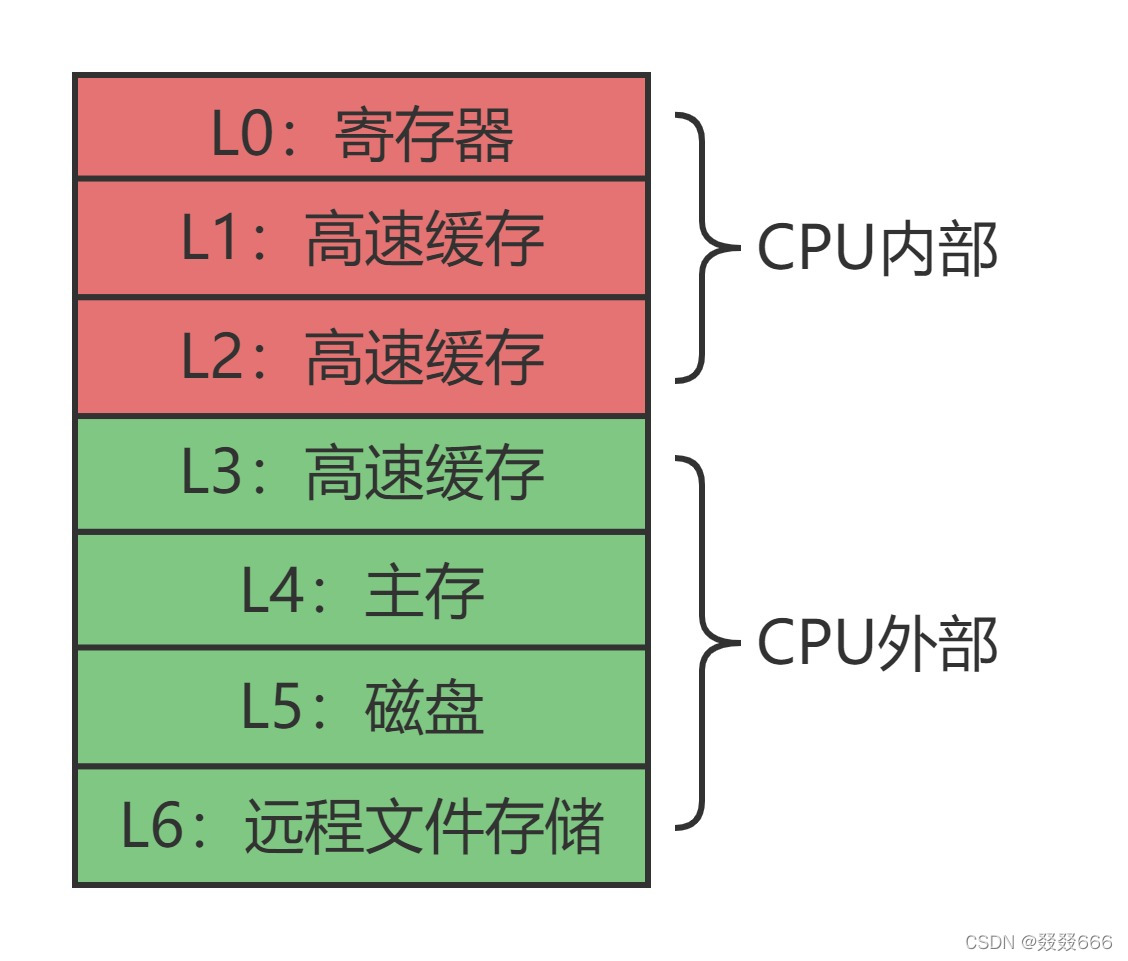 L0：寄存器
L1：高速缓存
L2：高速缓存
CPU内部
L3：高速缓存
L4：主存
L5：磁盘
L6：远程文件存储
CPU外部
CSDN @叕叕666